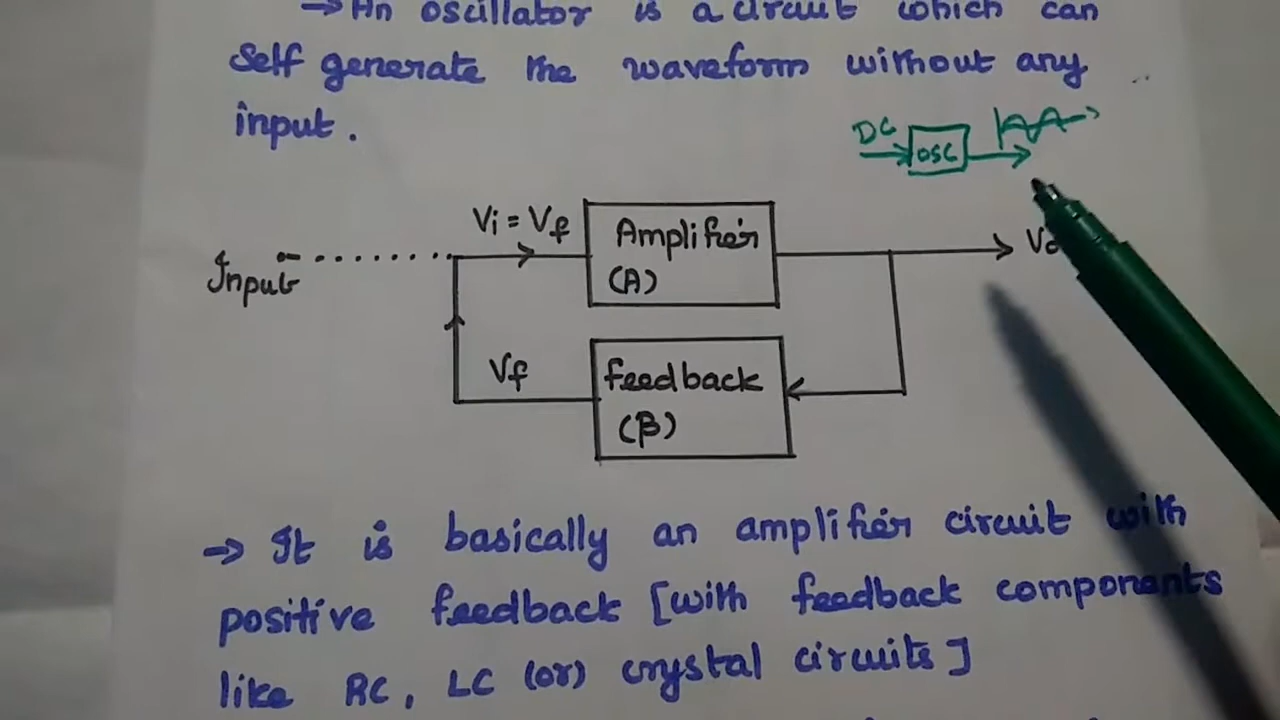 → An oscillator is a circuit which can
Self generate the waveform without any
input.
DC
OSC
Vi = Vf
Amplifier
(A)
Input
Vf
feedback
(β)
→ It is basically an amplifier circuit with
positive feedback [with feedback components
like RC, LC (or) crystal circuits]